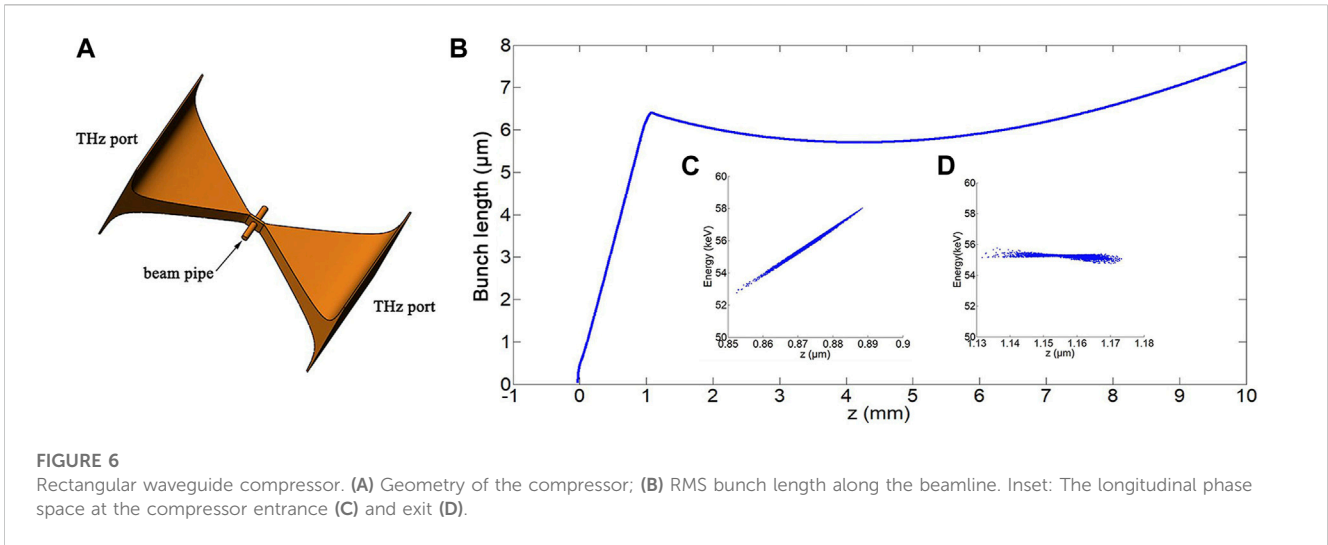 A
THz port
beam pipe
THz port
B
Bunch length (μm)
8
7
6
5
4
3
2
1
0
-1 0 1 2 3 4 5 6 7 8 9 10
z (mm)
C
Energy (keV)
60
58
56
54
52
50
0.85 0.86 0.87 0.88 0.89 0.9
z (μm)
D
Energy(keV)
60
58
56
54
52
50
1.13 1.14 1.15 1.16 1.17 1.18
z (μm)
FIGURE 6
Rectangular waveguide compressor. (A) Geometry of the compressor; (B) RMS bunch length along the beamline. Inset: The longitudinal phase
space at the compressor entrance (C) and exit (D).